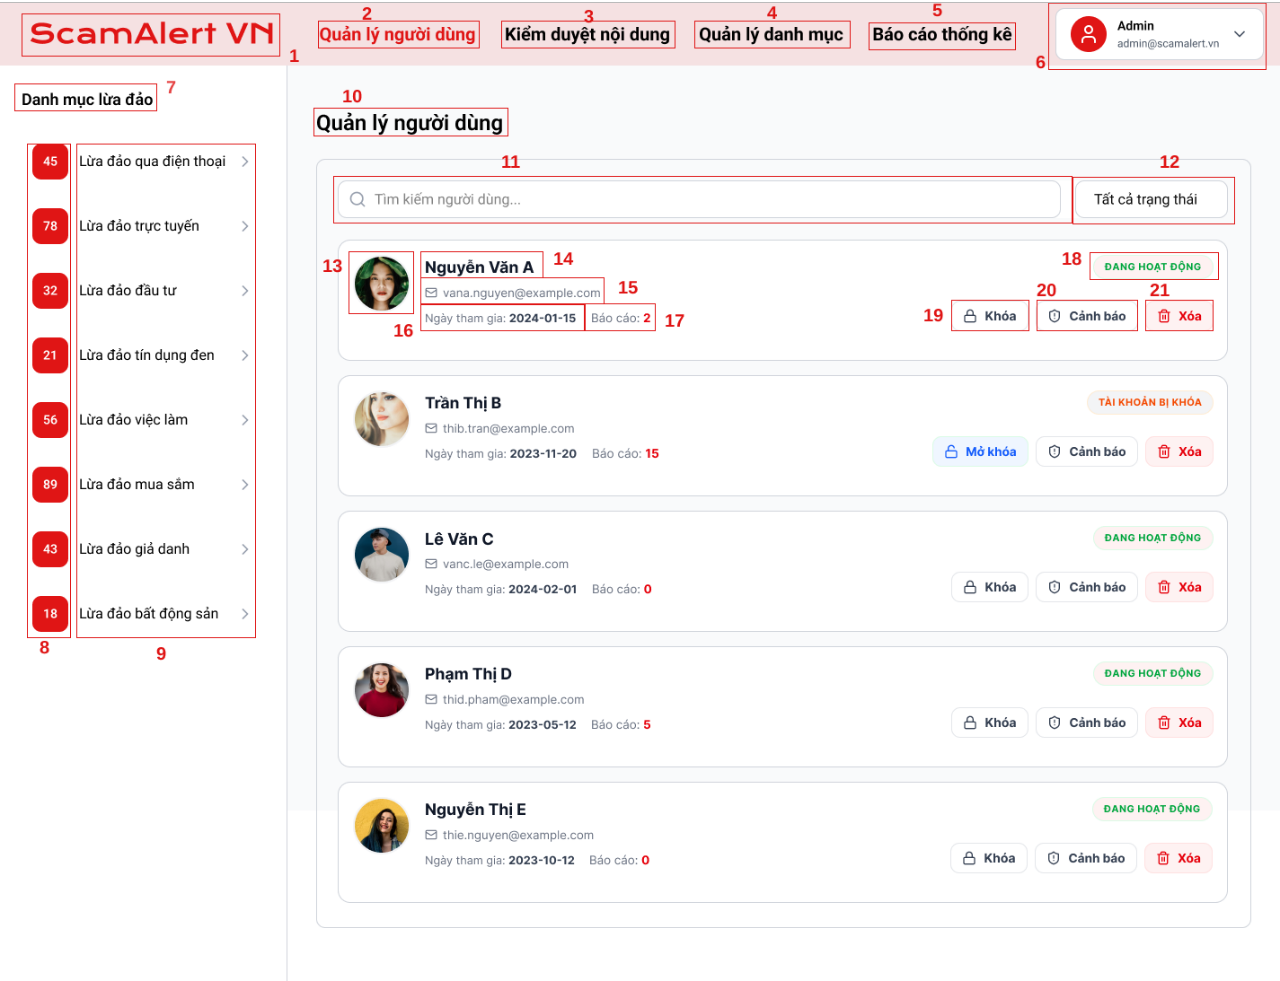 ScamAlert VN
1
2
Quản lý người dùng
3
Kiểm duyệt nội dung
4
Quản lý danh mục
5
Báo cáo thống kê
6
Admin
admin@scamalert.vn
Danh mục lừa đảo
7
45
Lừa đảo qua điện thoại
78
Lừa đảo trực tuyến
32
Lừa đảo đầu tư
21
Lừa đảo tín dụng đen
56
Lừa đảo việc làm
89
Lừa đảo mua sắm
43
Lừa đảo giả danh
18
Lừa đảo bất động sản
8
9
10
Quản lý người dùng
11
Tìm kiếm người dùng...
12
Tất cả trạng thái
13
Nguyễn Văn A
14
vana.nguyen@example.com
15
16
Ngày tham gia: 2024-01-15
Báo cáo: 2
17
18
ĐANG HOẠT ĐỘNG
19
Khóa
20
Cảnh báo
21
Xóa
Trần Thị B
thib.tran@example.com
Ngày tham gia: 2023-11-20
Báo cáo: 15
TÀI KHOẢN BỊ KHÓA
Mở khóa
Cảnh báo
Xóa
Lê Văn C
vanc.le@example.com
Ngày tham gia: 2024-02-01
Báo cáo: 0
ĐANG HOẠT ĐỘNG
Khóa
Cảnh báo
Xóa
Phạm Thị D
thid.pham@example.com
Ngày tham gia: 2023-05-12
Báo cáo: 5
ĐANG HOẠT ĐỘNG
Khóa
Cảnh báo
Xóa
Nguyễn Thị E
thie.nguyen@example.com
Ngày tham gia: 2023-10-12
Báo cáo: 0
ĐANG HOẠT ĐỘNG
Khóa
Cảnh báo
Xóa